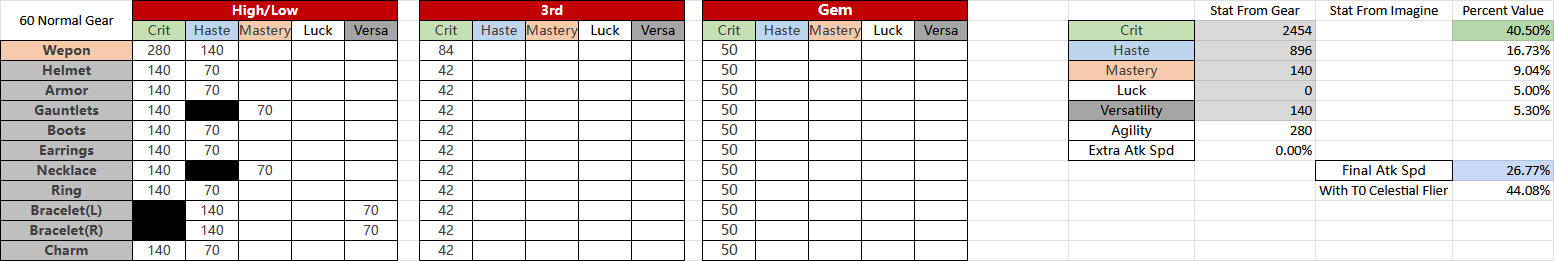 60 Normal Gear High/Low 3rd Gem Stat From Gear Stat From Imagine Percent Value
Crit Haste Mastery Luck Versa Crit Haste Mastery Luck Versa Crit Haste Mastery Luck Versa Crit 2454 40.50%
Wepon 280 140 84 50 Haste 896 16.73%
Helmet 140 70 42 50 Mastery 140 9.04%
Armor 140 70 42 50 Luck 0 5.00%
Gauntlets 140 70 42 50 Versatility 140 5.30%
Boots 140 70 42 50 Agility 280
Earrings 140 70 42 50 Extra Atk Spd 0.00%
Necklace 140 70 42 50 Final Atk Spd 26.77%
Ring 140 70 42 50 With T0 Celestial Flier 44.08%
Bracelet(L) 140 70 42 50
Bracelet(R) 140 70 42 50
Charm 140 70 42 50